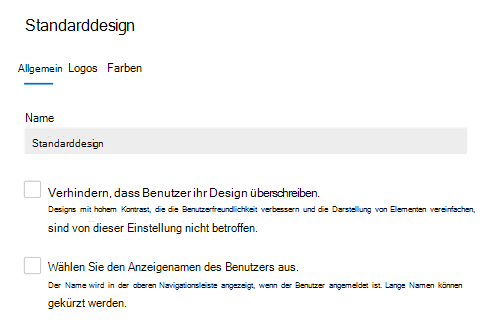 Standarddesign
Allgemein Logos Farben
Name
Standarddesign
Verhindern, dass Benutzer ihr Design überschreiben.
Designs mit hohem Kontrast, die die Benutzerfreundlichkeit verbessern und die Darstellung von Elementen vereinfachen,
sind von dieser Einstellung nicht betroffen.
Wählen Sie den Anzeigenamen des Benutzers aus.
Der Name wird in der oberen Navigationsleiste angezeigt, wenn der Benutzer angemeldet ist. Lange Namen können
gekürzt werden.